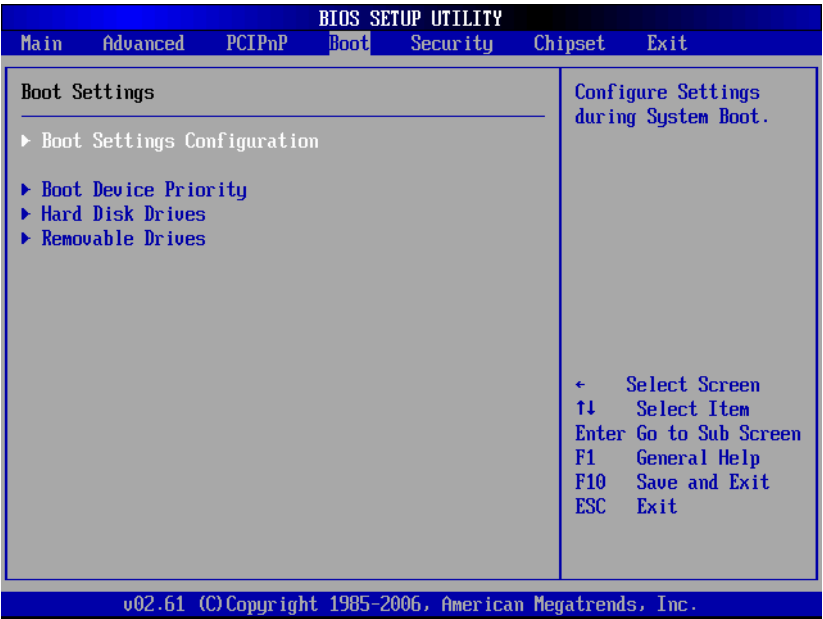 BIOS SETUP UTILITY
Main Advanced PCIPnP Boot Security Chipset Exit
Boot Settings
▶ Boot Settings Configuration
▶ Boot Device Priority
▶ Hard Disk Drives
▶ Removable Drives
Configure Settings
during System Boot.
← Select Screen
↑↓ Select Item
Enter Go to Sub Screen
F1 General Help
F10 Save and Exit
ESC Exit
v02.61 (C)Copyright 1985-2006, American Megatrends, Inc.